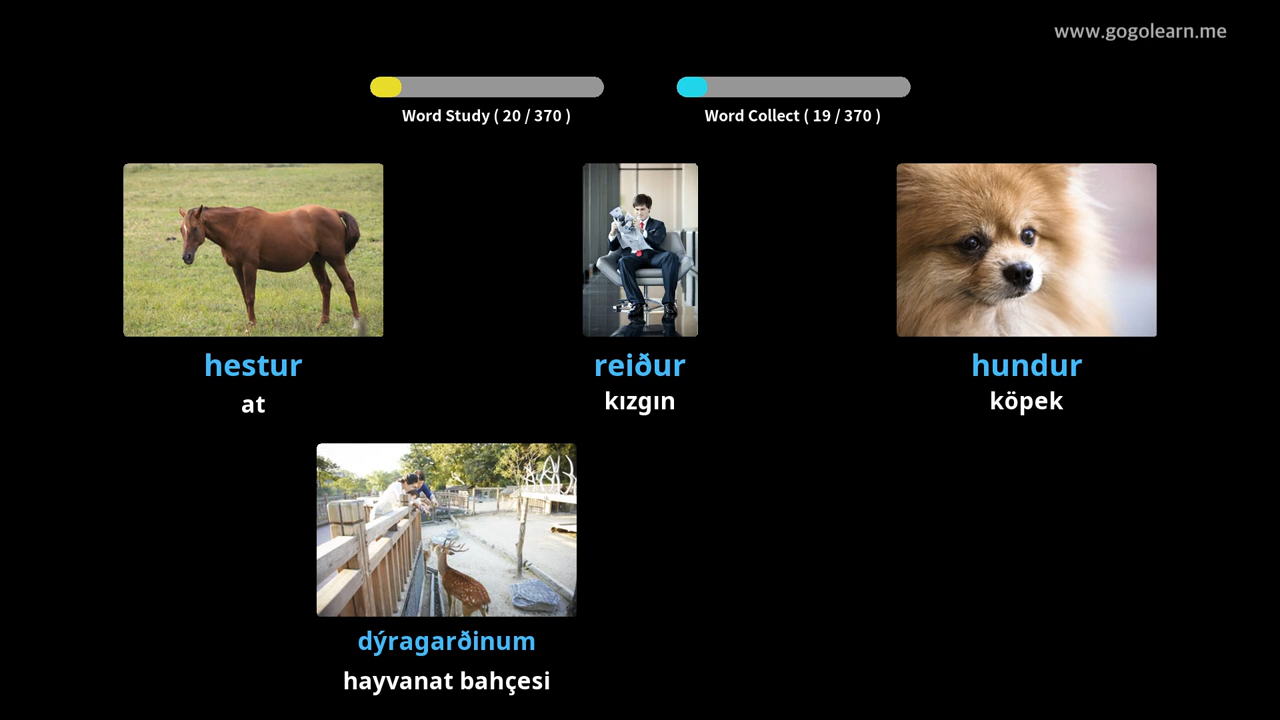 www.gogolearn.me
Word Study ( 20 / 370 )
Word Collect ( 19 / 370 )
hestur
at
reiður
kızgın
hundur
köpek
dýragarðinum
hayvanat bahçesi